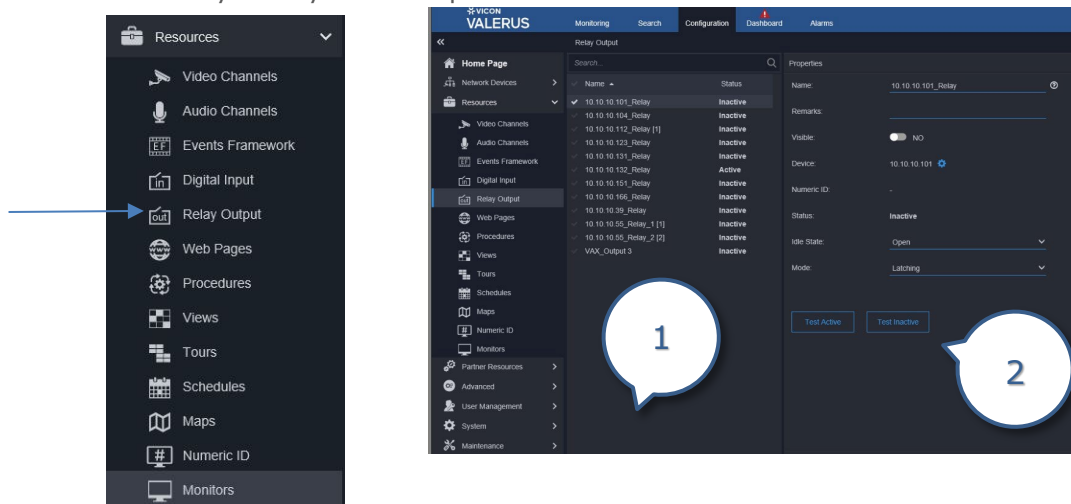 Resources
Video Channels
Audio Channels
EF
Events Framework
in
Digital Input
out
Relay Output
www
Web Pages
Procedures
Views
Tours
Schedules
Maps
#
Numeric ID
Monitors
VICON
VALERUS
Monitoring
Search
Configuration
!
Dashboard
Alarms
«
Relay Output
Home Page
Network Devices
Resources
Video Channels
Audio Channels
EF
Events Framework
in
Digital Input
out
Relay Output
Web Pages
Procedures
Views
Tours
Schedules
Maps
#
Numeric ID
Monitors
Partner Resources
Advanced
User Management
System
Maintenance
Search...
Name
Status
10.10.10.101_Relay Inactive
10.10.10.104_Relay Inactive
10.10.10.112_Relay [1] Inactive
10.10.10.123_Relay Inactive
10.10.10.131_Relay Inactive
10.10.10.132_Relay Active
10.10.10.151_Relay Inactive
10.10.10.166_Relay Inactive
10.10.10.39_Relay Inactive
10.10.10.55_Relay_1 [1] Inactive
10.10.10.55_Relay_2 [2] Inactive
VAX_Output 3 Inactive
1
Properties
Name: 10.10.10.101_Relay
Remarks:
Visible: NO
Device: 10.10.10.101
Numeric ID: -
Status: Inactive
Idle State: Open
Mode: Latching
Test Active
Test Inactive
2